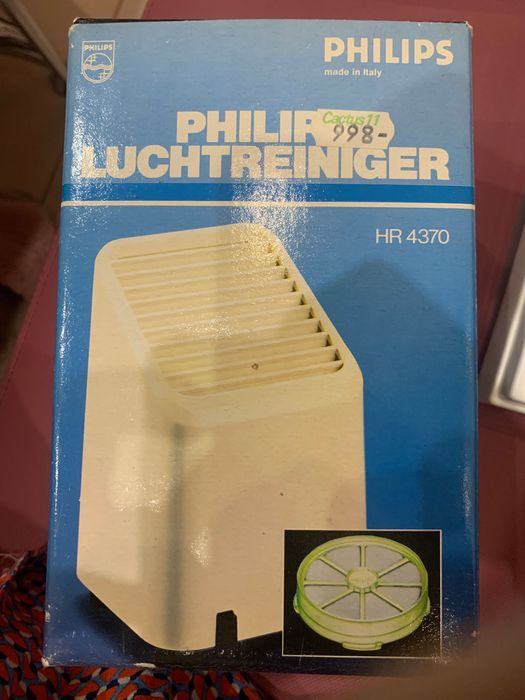 PHILIPS
PHILIPS
made in Italy
Cactus 11
998-
PHILIP
LUCHTREINIGER
HR 4370